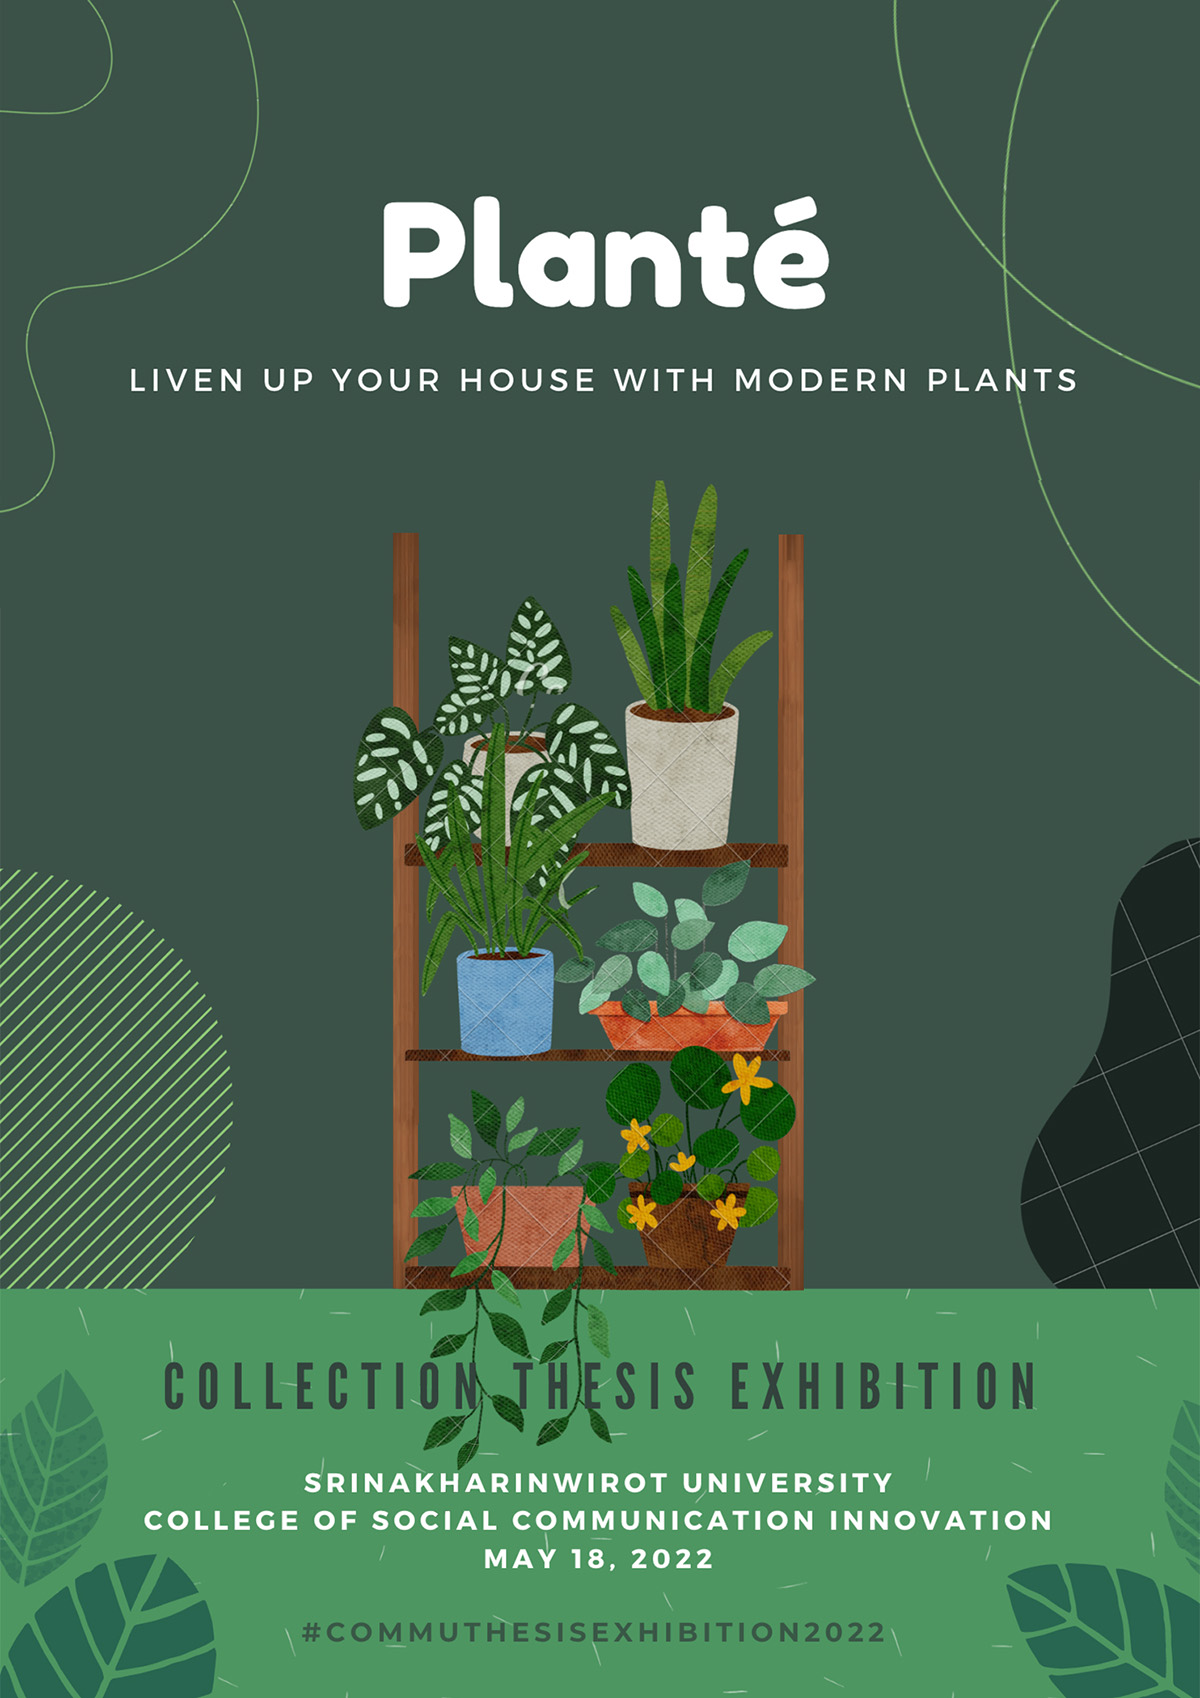 Planté
LIVEN UP YOUR HOUSE WITH MODERN PLANTS
COLLECTION THESIS EXHIBITION
SRINAKHARINWIROT UNIVERSITY
COLLEGE OF SOCIAL COMMUNICATION INNOVATION
MAY 18, 2022
#COMMUTHESISEXHIBITION2022